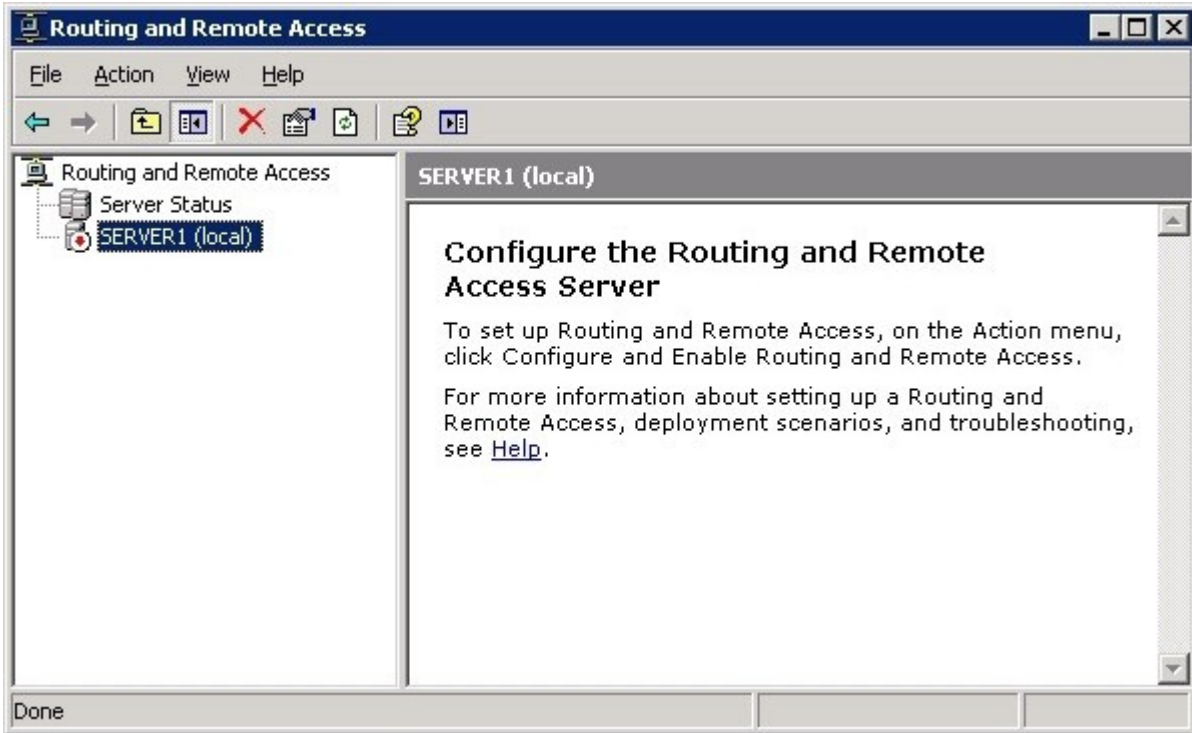 Routing and Remote Access
File Action View Help
Routing and Remote Access
Server Status
SERVER1 (local)
SERVER1 (local)
Configure the Routing and Remote
Access Server
To set up Routing and Remote Access, on the Action menu,
click Configure and Enable Routing and Remote Access.
For more information about setting up a Routing and
Remote Access, deployment scenarios, and troubleshooting,
see Help.
Done